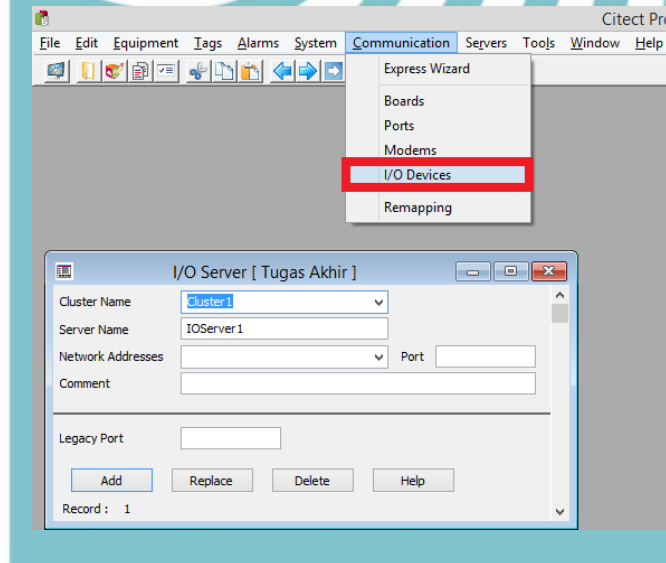 Citect Pro
File Edit Equipment Tags Alarms System Communication Servers Tools Window Help
Express Wizard
Boards
Ports
Modems
I/O Devices
Remapping
I/O Server [ Tugas Akhir ]
Cluster Name Cluster1
Server Name IOServer1
Network Addresses Port
Comment
Legacy Port
Add Replace Delete Help
Record : 1